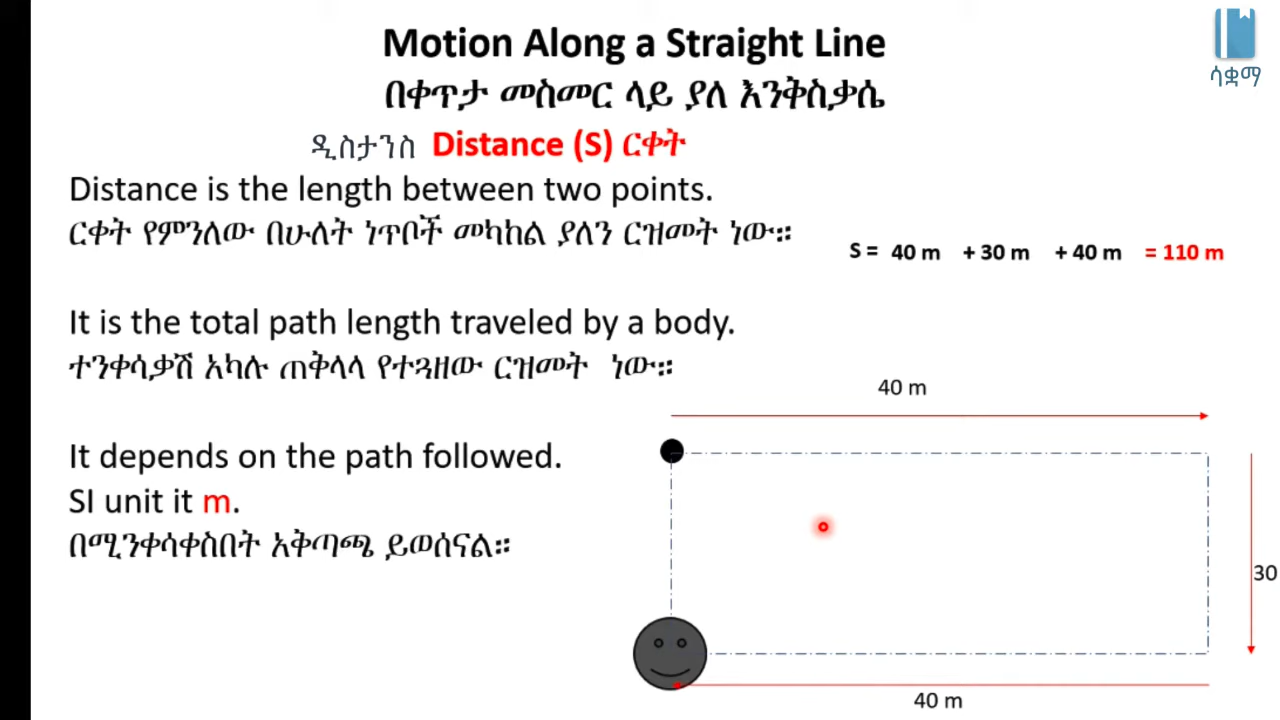 Motion Along a Straight Line
በቀጥታ መስመር ላይ ያለ እንቅስቃሴ
ሳቋማ
ዲስታንስ Distance (S) ርቀት
Distance is the length between two points.
ርቀት የምንለው በሁለት ነጥቦች መካከል ያለን ርዝመት ነው።
S = 40 m + 30 m + 40 m = 110 m
It is the total path length traveled by a body.
ተንቀሳቃሽ አካሉ ጠቅላላ የተጓዘው ርዝመት ነው።
40 m
It depends on the path followed.
SI unit it m.
በሚንቀሳቀስበት አቅጣጫ ይወሰናል።
30
40 m